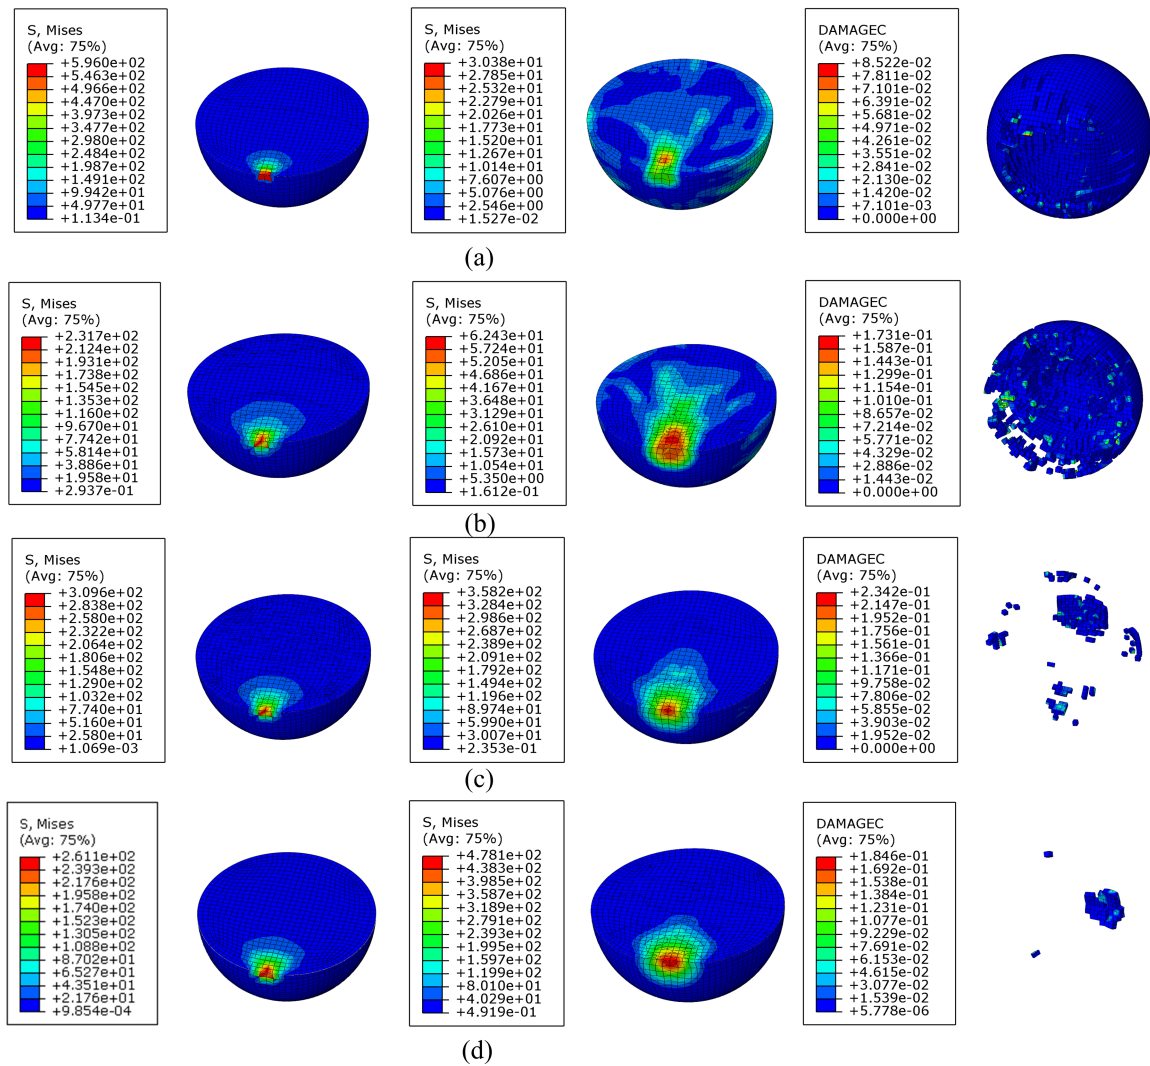 S, Mises
(Avg: 75%)
+5.960e+02
+5.463e+02
+4.966e+02
+4.470e+02
+3.973e+02
+3.477e+02
+2.980e+02
+2.484e+02
+1.987e+02
+1.491e+02
+9.942e+01
+4.977e+01
+1.134e-01
S, Mises
(Avg: 75%)
+3.038e+01
+2.785e+01
+2.532e+01
+2.279e+01
+2.026e+01
+1.773e+01
+1.520e+01
+1.267e+01
+1.014e+01
+7.607e+00
+5.076e+00
+2.546e+00
+1.527e-02
DAMAGEC
(Avg: 75%)
+8.522e-02
+7.811e-02
+7.101e-02
+6.391e-02
+5.681e-02
+4.971e-02
+4.261e-02
+3.551e-02
+2.841e-02
+2.130e-02
+1.420e-02
+7.101e-03
+0.000e+00
(a)
S, Mises
(Avg: 75%)
+2.317e+02
+2.124e+02
+1.931e+02
+1.738e+02
+1.545e+02
+1.353e+02
+1.160e+02
+9.670e+01
+7.742e+01
+5.814e+01
+3.886e+01
+1.958e+01
+2.937e-01
S, Mises
(Avg: 75%)
+6.243e+01
+5.724e+01
+5.205e+01
+4.686e+01
+4.167e+01
+3.648e+01
+3.129e+01
+2.610e+01
+2.092e+01
+1.573e+01
+1.054e+01
+5.350e+00
+1.612e-01
DAMAGEC
(Avg: 75%)
+1.731e-01
+1.587e-01
+1.443e-01
+1.299e-01
+1.154e-01
+1.010e-01
+8.657e-02
+7.214e-02
+5.771e-02
+4.329e-02
+2.886e-02
+1.443e-02
+0.000e+00
(b)
S, Mises
(Avg: 75%)
+3.096e+02
+2.838e+02
+2.580e+02
+2.322e+02
+2.064e+02
+1.806e+02
+1.548e+02
+1.290e+02
+1.032e+02
+7.740e+01
+5.160e+01
+2.580e+01
+1.069e-03
S, Mises
(Avg: 75%)
+3.582e+02
+3.284e+02
+2.986e+02
+2.687e+02
+2.389e+02
+2.091e+02
+1.792e+02
+1.494e+02
+1.196e+02
+8.974e+01
+5.990e+01
+3.007e+01
+2.353e-01
DAMAGEC
(Avg: 75%)
+2.342e-01
+2.147e-01
+1.952e-01
+1.756e-01
+1.561e-01
+1.366e-01
+1.171e-01
+9.758e-02
+7.806e-02
+5.855e-02
+3.903e-02
+1.952e-02
+0.000e+00
(c)
S, Mises
(Avg: 75%)
+2.611e+02
+2.393e+02
+2.176e+02
+1.958e+02
+1.740e+02
+1.523e+02
+1.305e+02
+1.088e+02
+8.702e+01
+6.527e+01
+4.351e+01
+2.176e+01
+9.854e-04
S, Mises
(Avg: 75%)
+4.781e+02
+4.383e+02
+3.985e+02
+3.587e+02
+3.189e+02
+2.791e+02
+2.393e+02
+1.995e+02
+1.597e+02
+1.199e+02
+8.010e+01
+4.029e+01
+4.919e-01
DAMAGEC
(Avg: 75%)
+1.846e-01
+1.692e-01
+1.538e-01
+1.384e-01
+1.231e-01
+1.077e-01
+9.229e-02
+7.691e-02
+6.153e-02
+4.615e-02
+3.077e-02
+1.539e-02
+5.778e-06
(d)